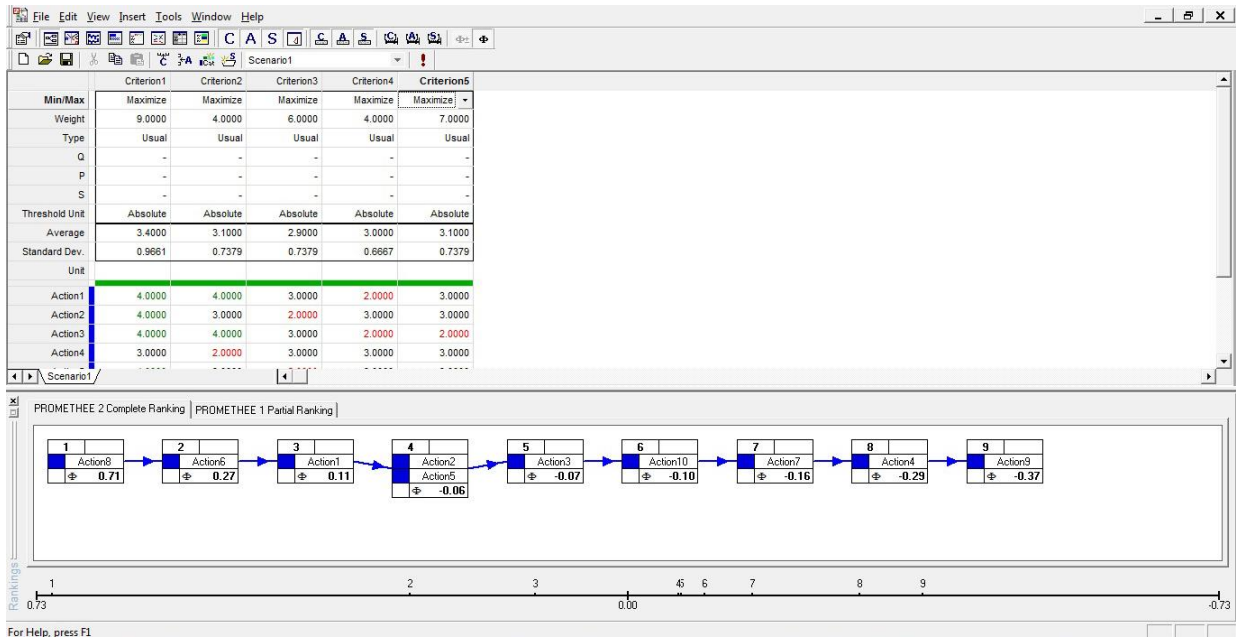 File Edit View Insert Tools Window Help
C A S C A S C A S Φ± Φ
Scenario1
Criterion1 Criterion2 Criterion3 Criterion4 Criterion5
Min/Max Maximize Maximize Maximize Maximize Maximize
Weight 9.0000 4.0000 6.0000 4.0000 7.0000
Type Usual Usual Usual Usual Usual
Q - - - - -
P - - - - -
S - - - - -
Threshold Unit Absolute Absolute Absolute Absolute Absolute
Average 3.4000 3.1000 2.9000 3.0000 3.1000
Standard Dev. 0.9661 0.7379 0.7379 0.6667 0.7379
Unit
Action1 4.0000 4.0000 3.0000 2.0000 3.0000
Action2 4.0000 3.0000 2.0000 3.0000 3.0000
Action3 4.0000 4.0000 3.0000 2.0000 2.0000
Action4 3.0000 2.0000 3.0000 3.0000 3.0000
Scenario1
PROMETHEE 2 Complete Ranking PROMETHEE 1 Partial Ranking
1 2 3 4 5 6 7 8 9
Action8 Action6 Action1 Action2 Action3 Action10 Action7 Action4 Action9
Φ 0.71 Φ 0.27 Φ 0.11 Action5 Φ -0.07 Φ -0.10 Φ -0.16 Φ -0.29 Φ -0.37
Φ -0.06
Rankings
1 2 3 45 6 7 8 9
0.73 0.00 -0.73
For Help, press F1